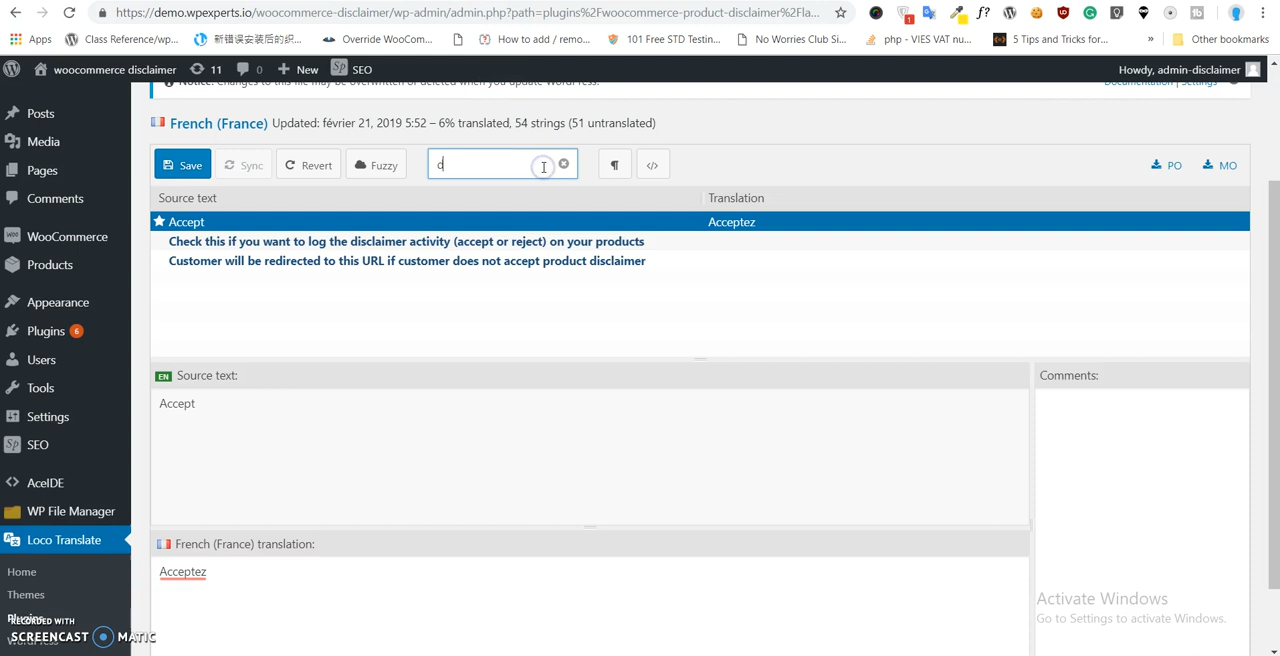 https://demo.wpexperts.io/woocommerce-disclaimer/wp-admin/admin.php?path=plugins%2Fwoocommerce-product-disclaimer%2Fla...
Apps Class Reference/wp... 新错误安装后的织... Override WooCom... How to add / remo... 101 Free STD Testin... No Worries Club Si... php - VIES VAT nu... 5 Tips and Tricks for... » Other bookmarks
woocommerce disclaimer 11 0 New SEO Howdy, admin-disclaimer
Notice: Changes to this file may be overwritten or deleted when you update WordPress. Documentation | Settings
Posts
Media
Pages
Comments
WooCommerce
Products
Appearance
Plugins 6
Users
Tools
Settings
SEO
AceIDE
WP File Manager
Loco Translate
Home
Themes
Plugins
RECORDED WITH
SCREENCAST MATIC
French (France) Updated: février 21, 2019 5:52 – 6% translated, 54 strings (51 untranslated)
Save Sync Revert Fuzzy d ¶ </> PO MO
Source text Translation
Accept Acceptez
Check this if you want to log the disclaimer activity (accept or reject) on your products
Customer will be redirected to this URL if customer does not accept product disclaimer
EN Source text: Comments:
Accept
French (France) translation:
Acceptez
Activate Windows
Go to Settings to activate Windows.